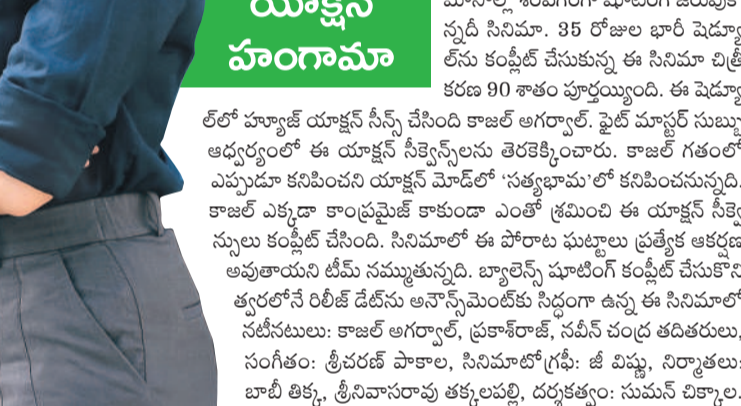 యాక్షన్
హంగామా
న్నదీ సినిమా. 35 రోజుల భారీ షెడ్యూ
ల్‌ను కంప్లీట్ చేసుకున్న ఈ సినిమా చిత్రీ
కరణ 90 శాతం పూర్తయ్యింది. ఈ షెడ్యూ
ల్‌లో హ్యూజ్ యాక్షన్ సీన్స్ చేసింది కాజల్ అగర్వాల్. ఫైట్ మాస్టర్ సుబ్బు
ఆధ్వర్యంలో ఈ యాక్షన్ సీక్వెన్స్‌లను తెరకెక్కించారు. కాజల్ గతంలో
ఎప్పుడూ కనిపించని యాక్షన్ మోడ్‌లో 'సత్యభామ'లో కనిపించనున్నది.
కాజల్ ఎక్కడా కాంప్రమైజ్ కాకుండా ఎంతో శ్రమించి ఈ యాక్షన్ సీక్వె
న్సులు కంప్లీట్ చేసింది. సినిమాలో ఈ పోరాట ఘట్టాలు ప్రత్యేక ఆకర్షణ
అవుతాయని టీమ్ నమ్ముతున్నది. బ్యాలెన్స్ షూటింగ్ కంప్లీట్ చేసుకొని
త్వరలోనే రిలీజ్ డేట్‌ను అనౌన్స్‌మెంట్‌కు సిద్ధంగా ఉన్న ఈ సినిమాలో
నటీనటులు: కాజల్ అగర్వాల్, ప్రకాశ్‌రాజ్, నవీన్ చంద్ర తదితరులు,
సంగీతం: శ్రీచరణ్ పాకాల, సినిమాటోగ్రఫీ: జీ విష్ణు, నిర్మాతలు:
బాబీ తిక్క, శ్రీనివాసరావు తక్కలపల్లి, దర్శకత్వం: సుమన్ చిక్కాల.